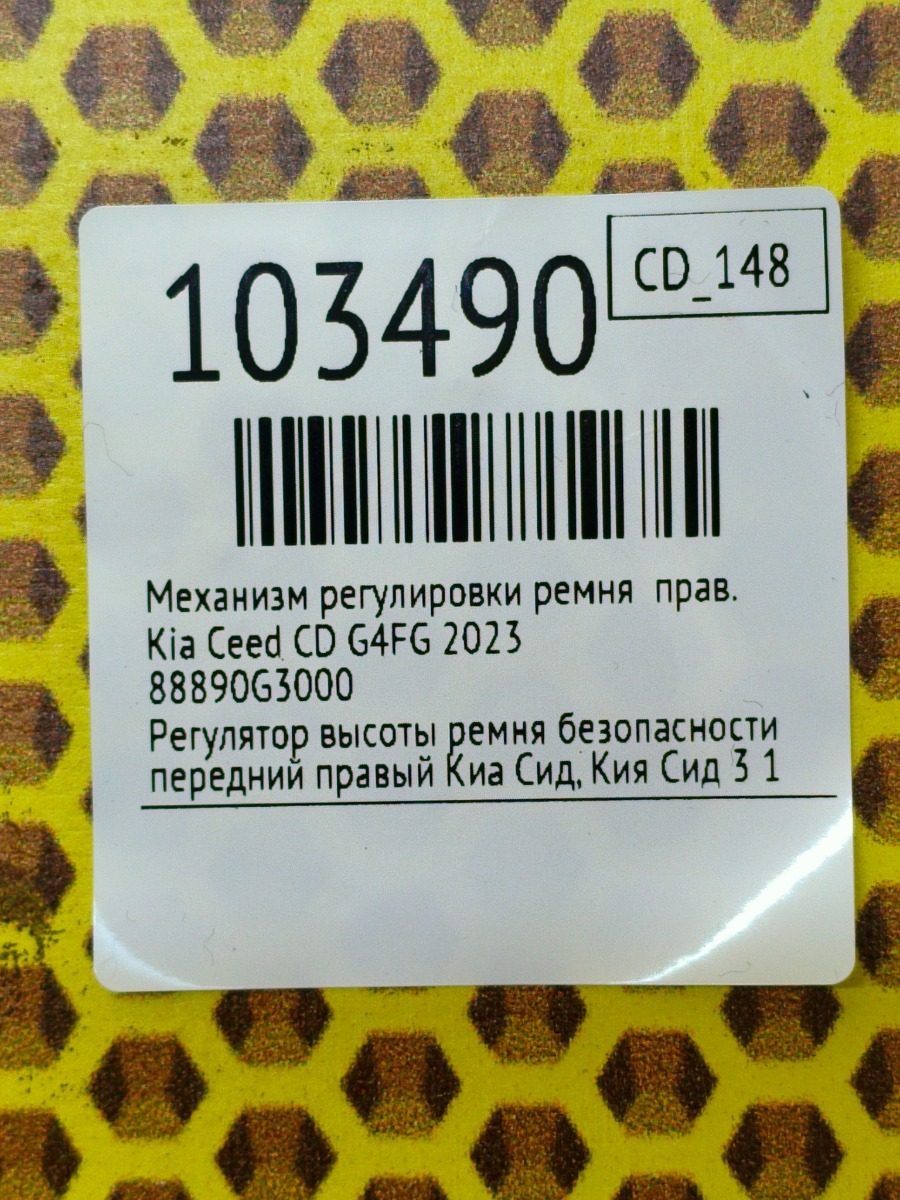 103490
CD_148
Механизм регулировки ремня прав.
Kia Ceed CD G4FG 2023
88890G3000
Регулятор высоты ремня безопасности
передний правый Киа Сид, Кия Сид 3 1